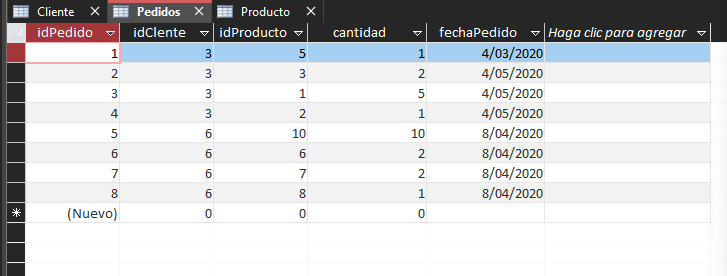 Cliente Pedidos Producto
idPedido idClente idProducto cantidad fechaPedido Haga clic para agregar
1 3 5 1 4/03/2020
2 3 3 2 4/05/2020
3 3 1 5 4/05/2020
4 3 2 1 4/05/2020
5 6 10 10 8/04/2020
6 6 6 2 8/04/2020
7 6 7 2 8/04/2020
8 6 8 1 8/04/2020
(Nuevo) 0 0 0